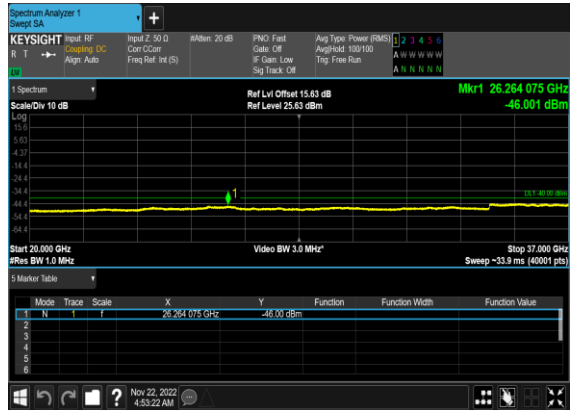 Spectrum Analyzer 1
Swept SA
+
KEYSIGHT Input: RF Input Z: 50 Ω #Atten: 20 dB PNO: Fast Avg Type: Power (RMS) 1 2 3 4 5 6
R T Coupling: DC Corr CCorr Gate: Off Avg|Hold: 100/100 A W W W W W
Align: Auto Freq Ref: Int (S) IF Gain: Low Trig: Free Run
Sig Track: Off A N N N N N
1 Spectrum Ref Lvl Offset 15.63 dB Mkr1 26.264 075 GHz
Scale/Div 10 dB Ref Level 25.63 dBm -46.001 dBm
Log
15.6
5.63
-4.37
-14.4
-24.4
-34.4 1
-44.4
-54.4
-64.4
Start 20.000 GHz Video BW 3.0 MHz* Stop 37.000 GHz
#Res BW 1.0 MHz Sweep ~33.9 ms (40001 pts)
5 Marker Table
Mode Trace Scale X Y Function Function Width Function Value
1 N 1 f 26.264 075 GHz -46.00 dBm
2
3
4
5
6
? Nov 22, 2022
4:53:22 AM